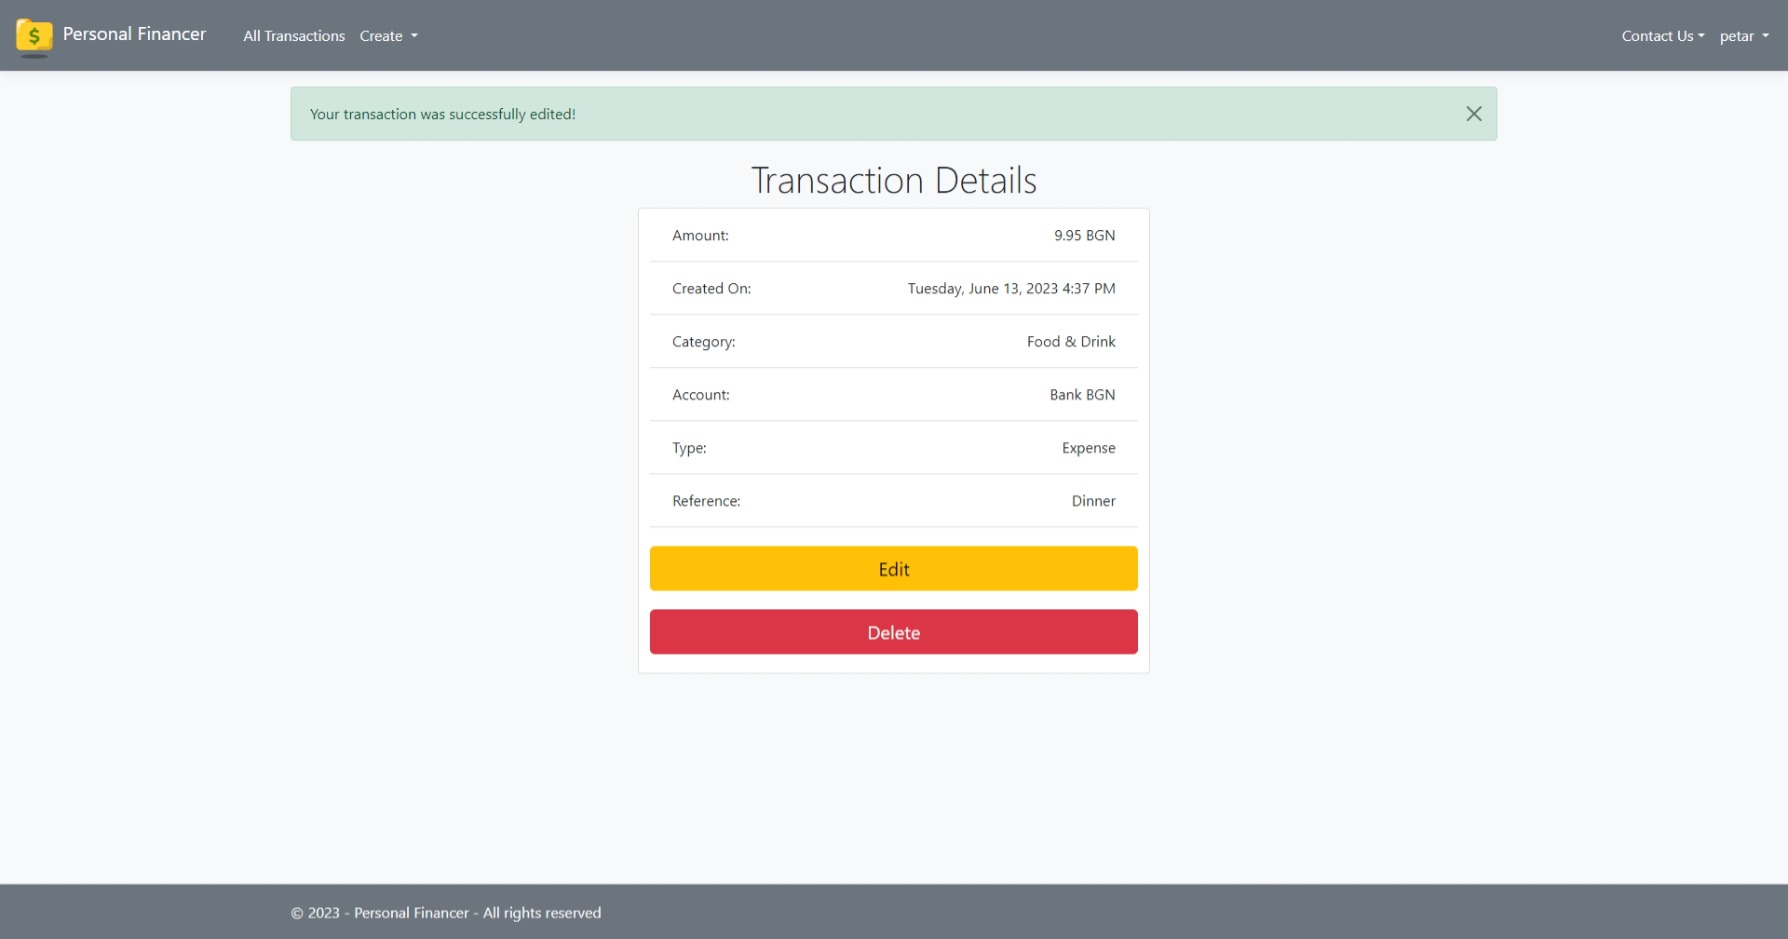 Personal Financer All Transactions Create Contact Us petar
Your transaction was successfully edited!
Transaction Details
Amount: 9.95 BGN
Created On: Tuesday, June 13, 2023 4:37 PM
Category: Food & Drink
Account: Bank BGN
Type: Expense
Reference: Dinner
Edit
Delete
© 2023 - Personal Financer - All rights reserved